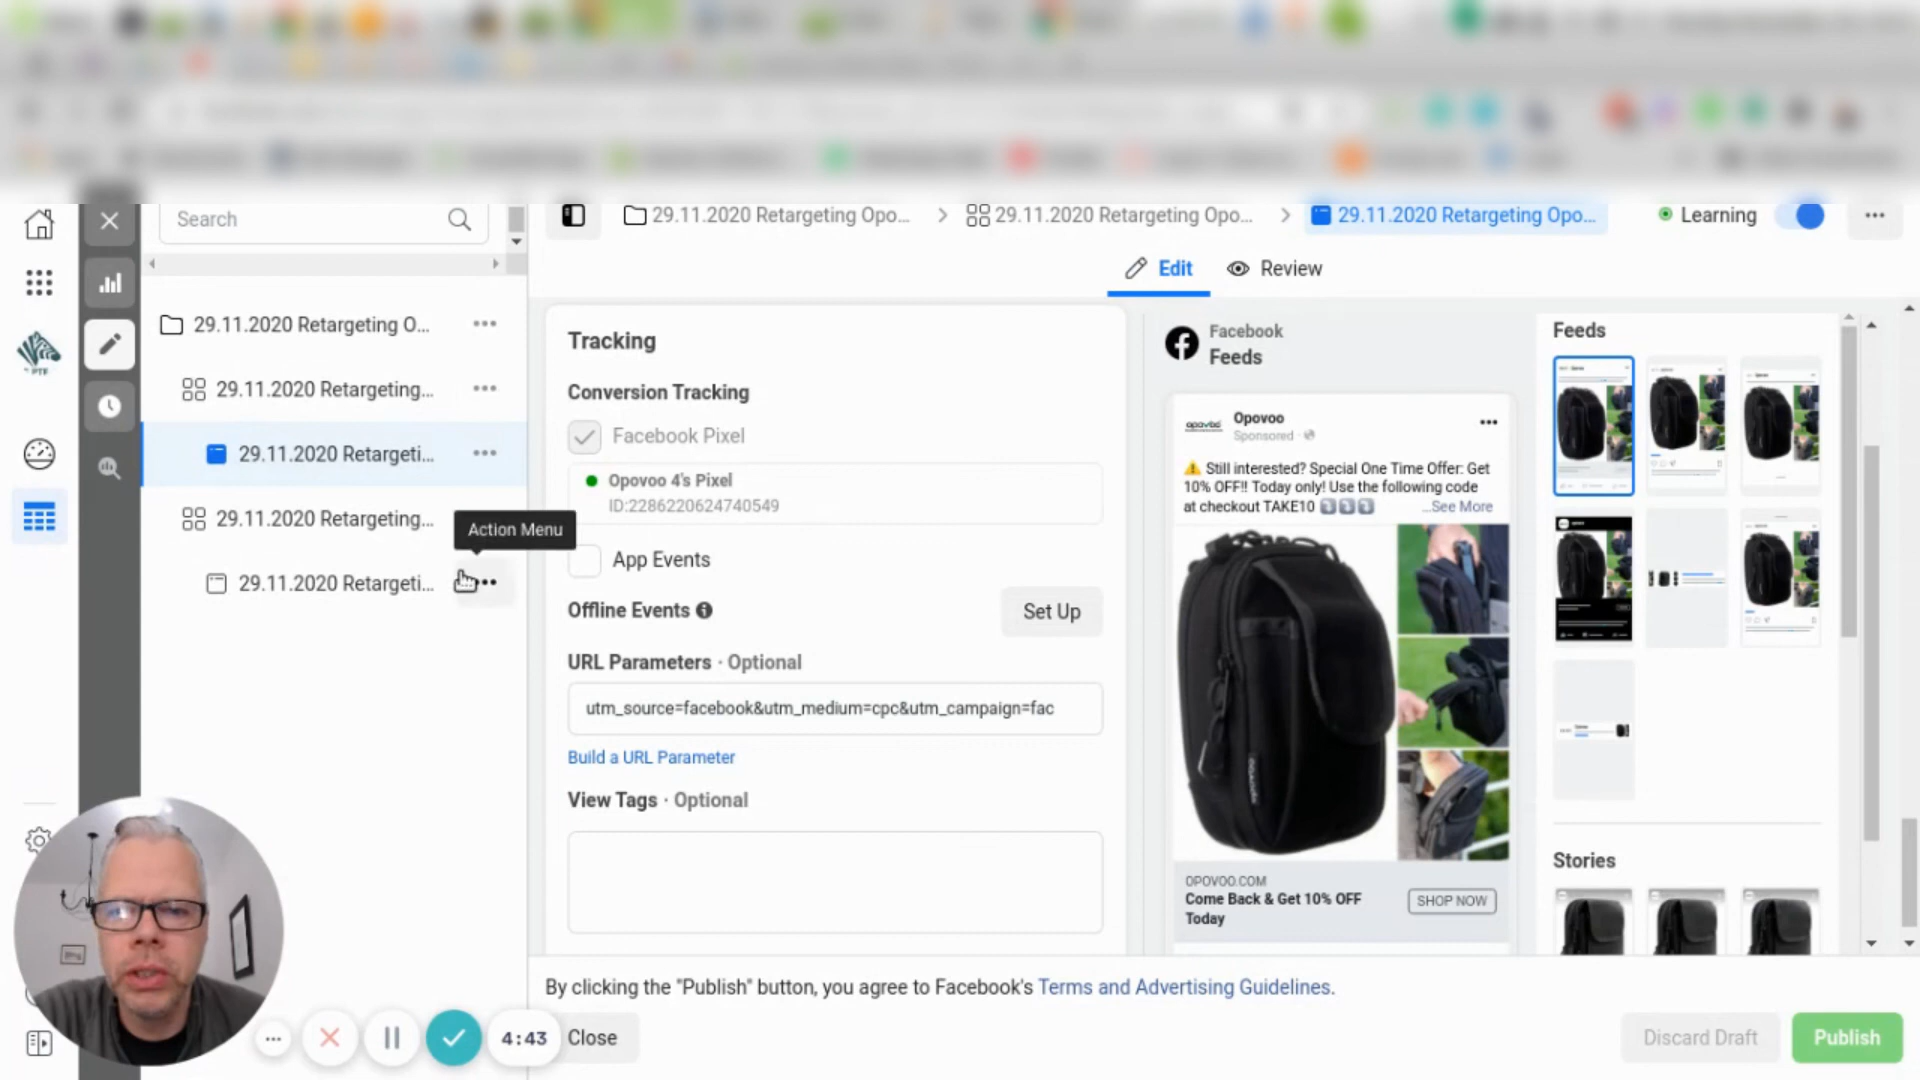 Search
29.11.2020 Retargeting Opo...
29.11.2020 Retargeting Opo...
29.11.2020 Retargeting Opo...
Learning
Edit
Review
PTF
29.11.2020 Retargeting O...
29.11.2020 Retargeting...
29.11.2020 Retargeti...
29.11.2020 Retargeting...
Action Menu
29.11.2020 Retargeti...
Tracking
Conversion Tracking
Facebook Pixel
Opovoo 4's Pixel
ID:2286220624740549
App Events
Offline Events
Set Up
URL Parameters · Optional
utm_source=facebook&utm_medium=cpc&utm_campaign=fac
Build a URL Parameter
View Tags · Optional
Facebook
Feeds
opovoo
Opovoo
Sponsored ·
Still interested? Special One Time Offer: Get
10% OFF!! Today only! Use the following code
at checkout TAKE10
...See More
OPOVOO.COM
Come Back & Get 10% OFF
Today
SHOP NOW
Feeds
Stories
By clicking the "Publish" button, you agree to Facebook's Terms and Advertising Guidelines.
4:43
Close
Discard Draft
Publish